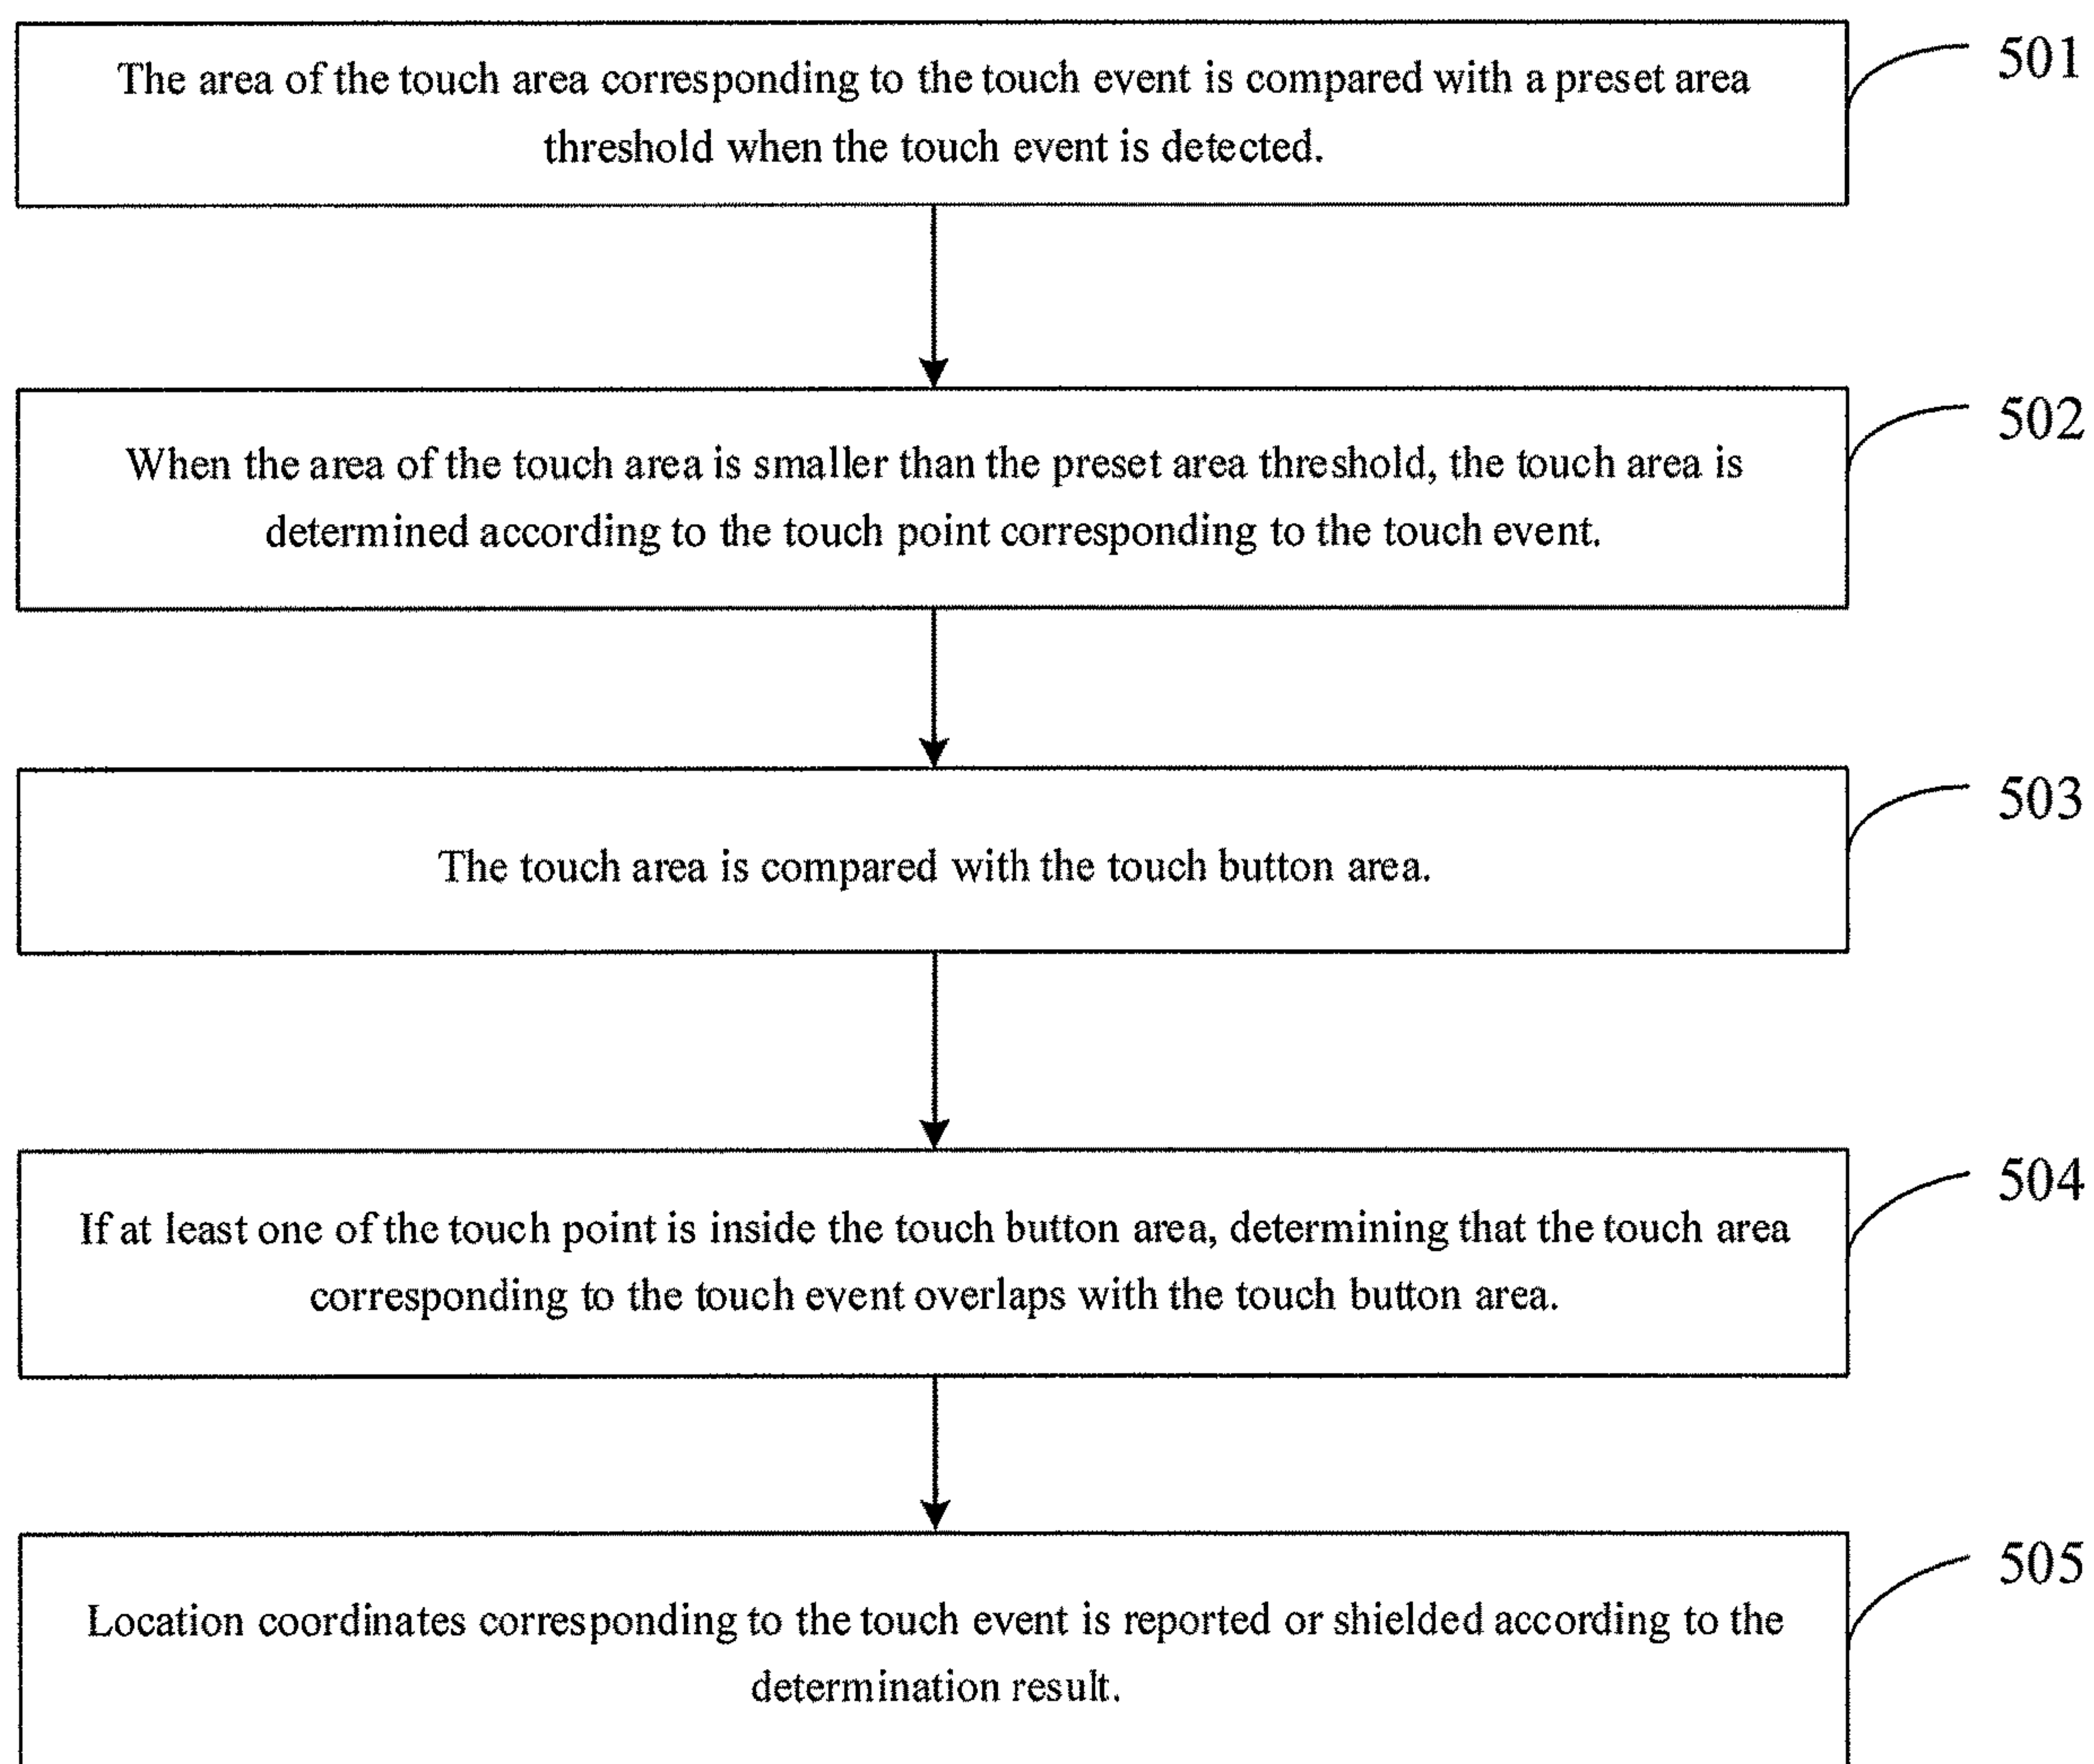 The area of the touch area corresponding to the touch event is compared with a preset area
threshold when the touch event is detected.
501
When the area of the touch area is smaller than the preset area threshold, the touch area is
determined according to the touch point corresponding to the touch event.
502
The touch area is compared with the touch button area.
503
If at least one of the touch point is inside the touch button area, determining that the touch area
corresponding to the touch event overlaps with the touch button area.
504
Location coordinates corresponding to the touch event is reported or shielded according to the
determination result.
505